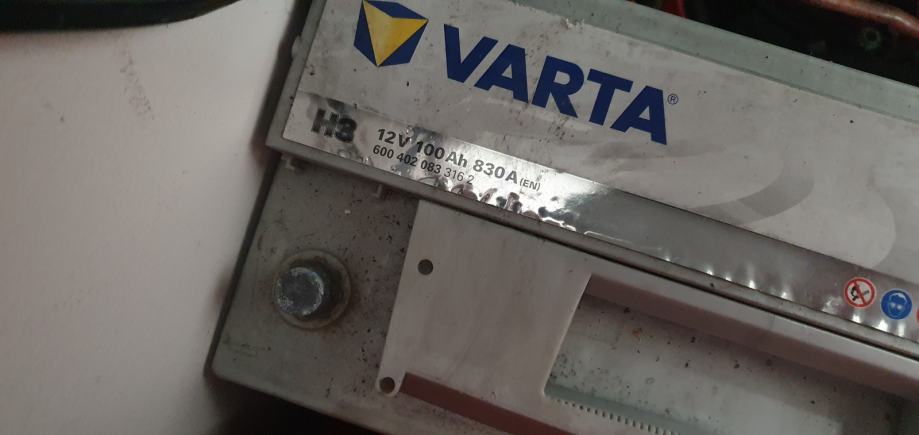 VARTA®
H3 12V 100Ah 830A (EN)
600 402 083 316 2